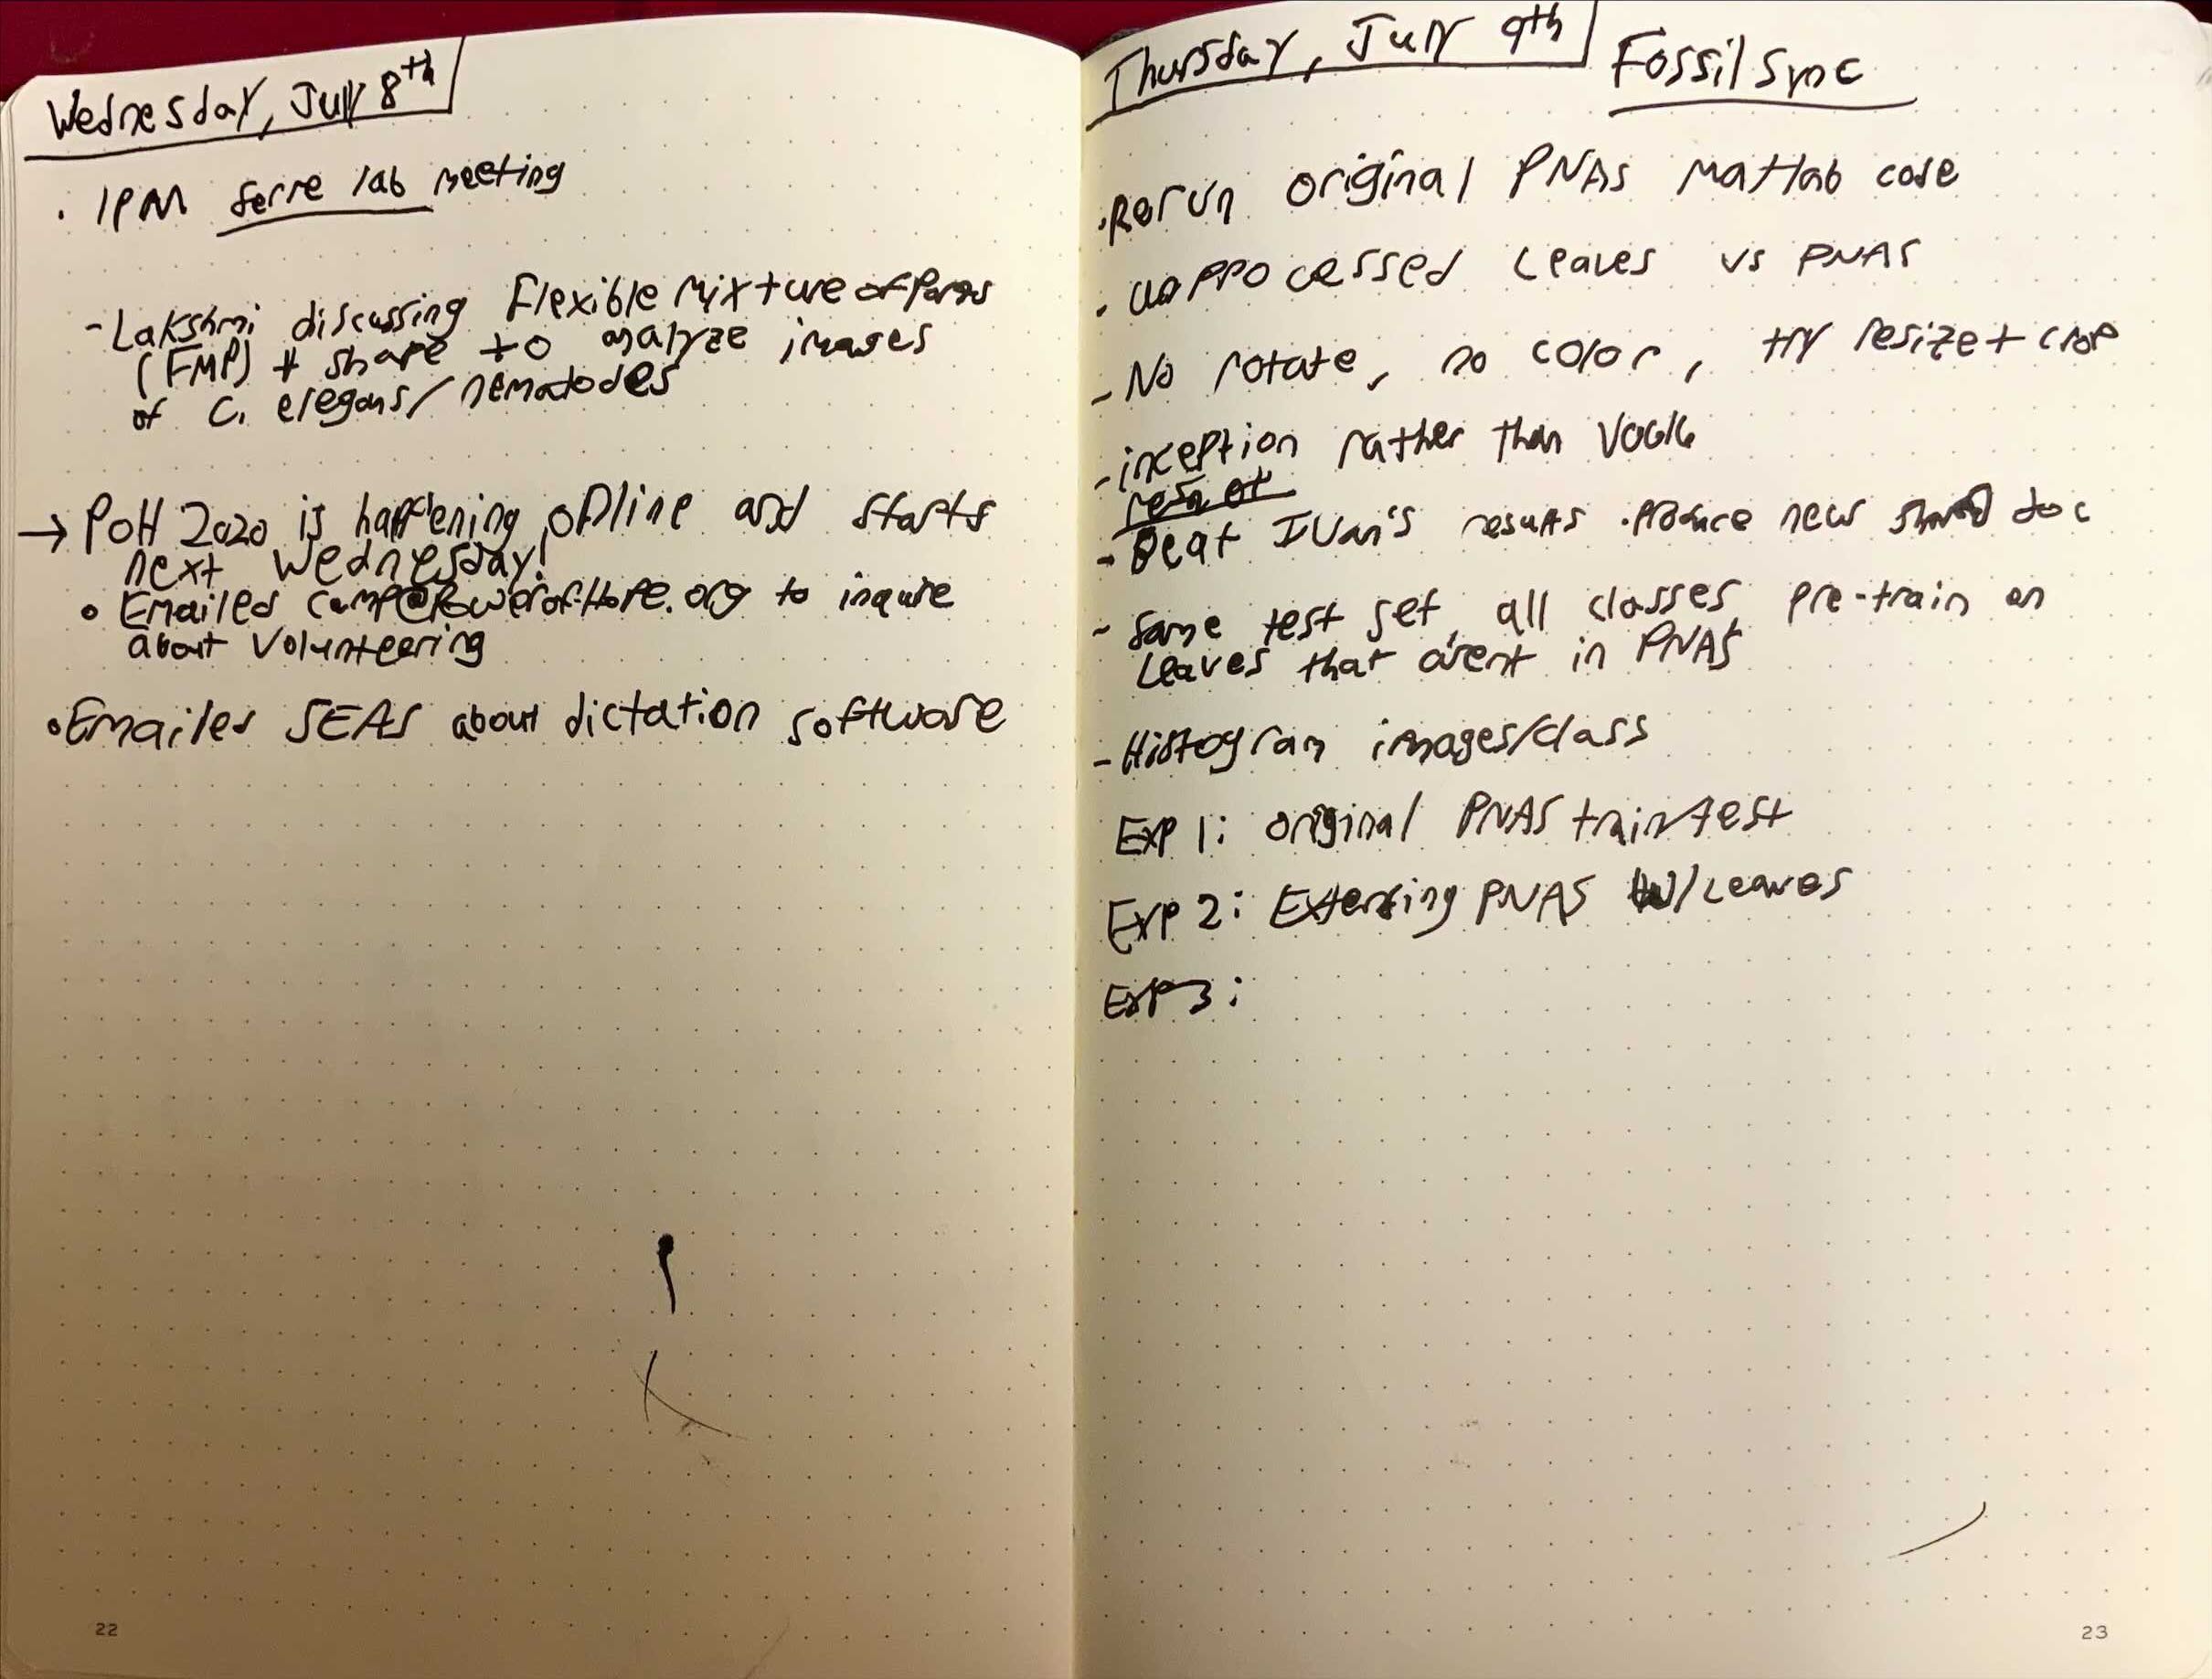 Wednesday, July 8th
· 1PM Serre lab meeting
- Lakshmi discussing Flexible Mixture of Parts
(FMP) + shape to analyze images
of C. elegans/nematodes
→ PoH 2020 is happening online and starts
next Wednesday!
• Emailed camp@PowerofHope.org to inquire
about volunteering
• Emailed SEAS about dictation software
22
Thursday, July 9th
Fossil Sync
· Rerun original PNAS Matlab code
· unprocessed Leaves vs PNAS
- No rotate, no color, try resize + crop
- inception rather than VGG16
resnet
- Beat Ivan's results · Produce new shared doc
- Same test set, all classes, pre-train on
Leaves that arent in PNAS
- Histogram images/class
Exp 1: original PNAS train/test
Exp 2: Extending PNAS w/Leaves
Exp 3:
23